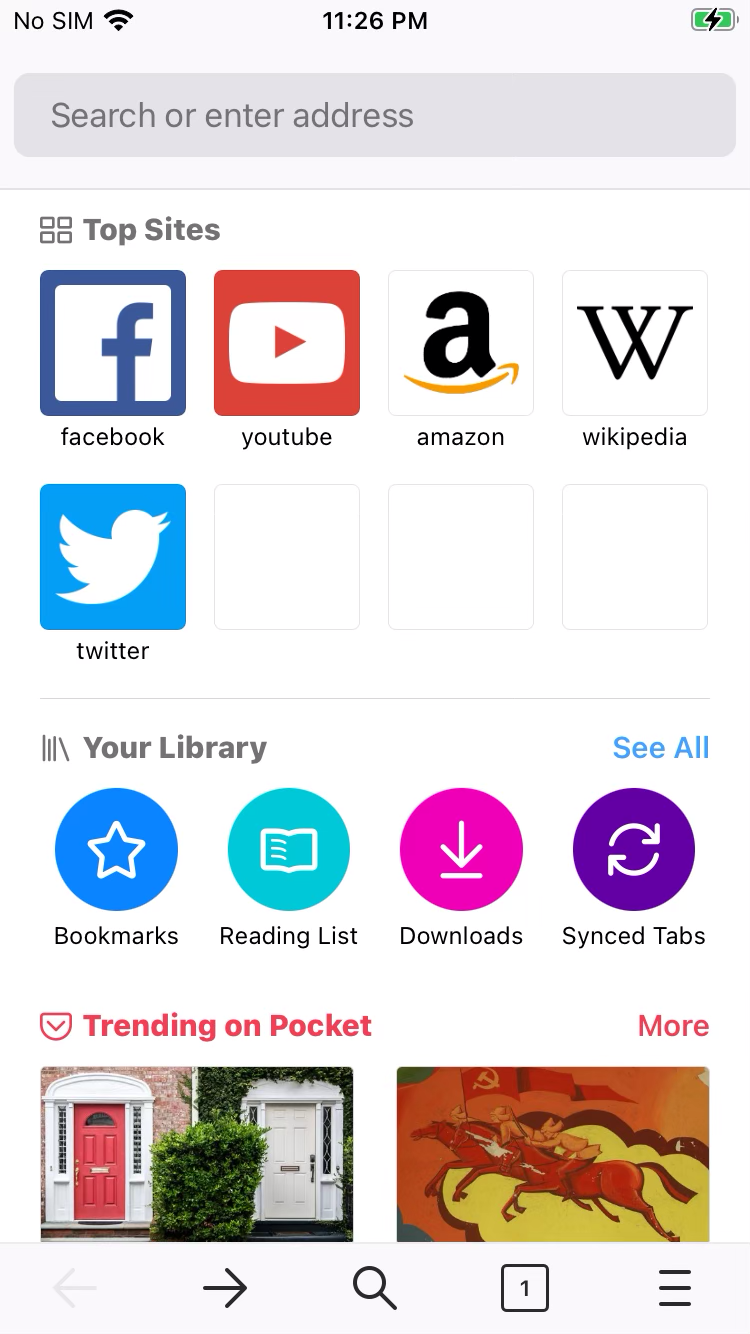 No SIM 11:26 PM
Search or enter address
Top Sites
facebook youtube amazon wikipedia
twitter
Your Library See All
Bookmarks Reading List Downloads Synced Tabs
Trending on Pocket More
1